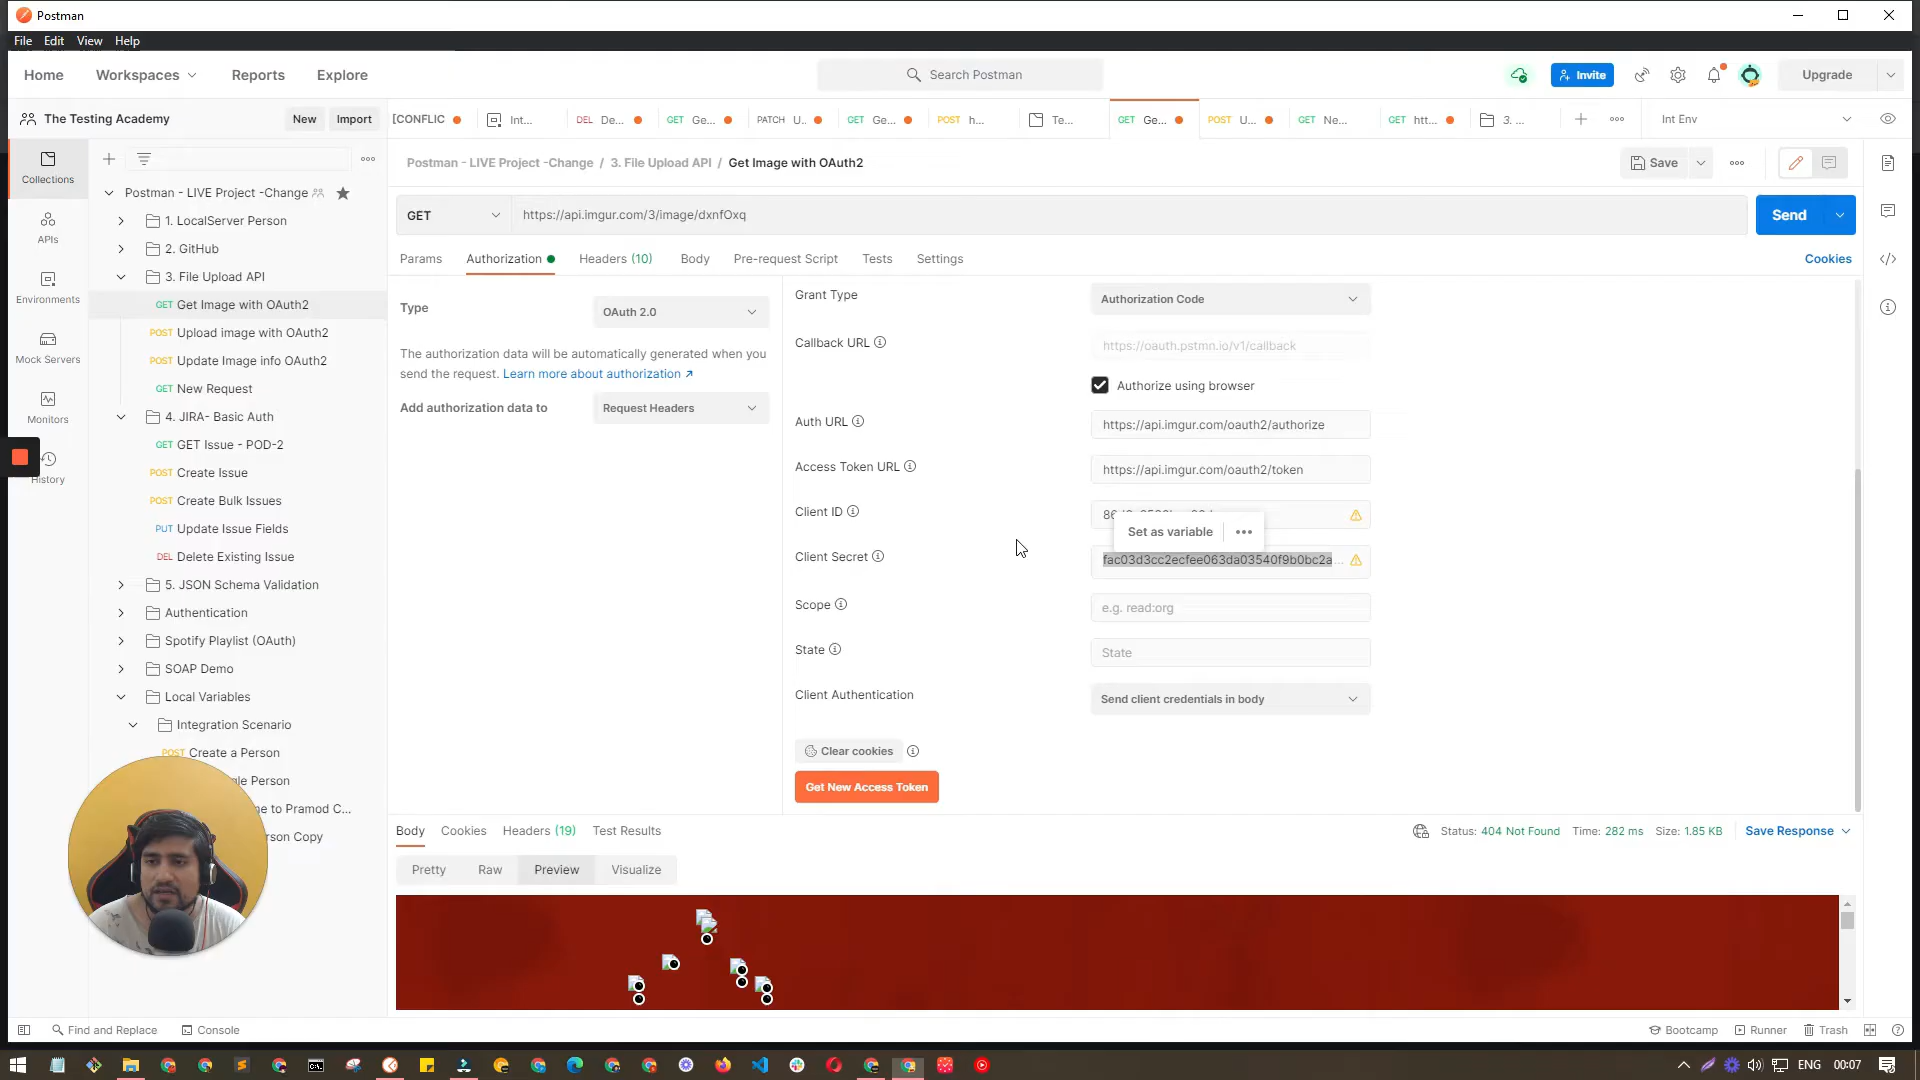 Postman
File Edit View Help
Home Workspaces Reports Explore
Search Postman
Invite
Upgrade
The Testing Academy
New Import
[CONFLIC
Int...
DEL De...
GET Ge...
PATCH U...
GET Ge...
POST h...
Te...
GET Ge...
POST U...
GET Ne...
GET htt...
3. ...
Int Env
Collections
APIs
Environments
Mock Servers
Monitors
History
Postman - LIVE Project -Change
1. LocalServer Person
2. GitHub
3. File Upload API
GET Get Image with OAuth2
POST Upload image with OAuth2
POST Update Image info OAuth2
GET New Request
4. JIRA- Basic Auth
GET GET Issue - POD-2
POST Create Issue
POST Create Bulk Issues
PUT Update Issue Fields
DEL Delete Existing Issue
5. JSON Schema Validation
Authentication
Spotify Playlist (OAuth)
SOAP Demo
Local Variables
Integration Scenario
POST Create a Person
gle Person
e to Pramod C...
rson Copy
Postman - LIVE Project -Change / 3. File Upload API / Get Image with OAuth2
Save
GET
https://api.imgur.com/3/image/dxnfOxq
Send
Params Authorization Headers (10) Body Pre-request Script Tests Settings
Cookies
Type
OAuth 2.0
The authorization data will be automatically generated when you
send the request. Learn more about authorization ↗
Add authorization data to
Request Headers
Grant Type
Authorization Code
Callback URL
https://oauth.pstmn.io/v1/callback
Authorize using browser
Auth URL
https://api.imgur.com/oauth2/authorize
Access Token URL
https://api.imgur.com/oauth2/token
Client ID
Set as variable
Client Secret
fac03d3cc2ecfee063da03540f9b0bc2a...
Scope
e.g. read:org
State
State
Client Authentication
Send client credentials in body
Clear cookies
Get New Access Token
Body Cookies Headers (19) Test Results
Status: 404 Not Found Time: 282 ms Size: 1.85 KB
Save Response
Pretty Raw Preview Visualize
Find and Replace
Console
Bootcamp
Runner
Trash
ENG
00:07